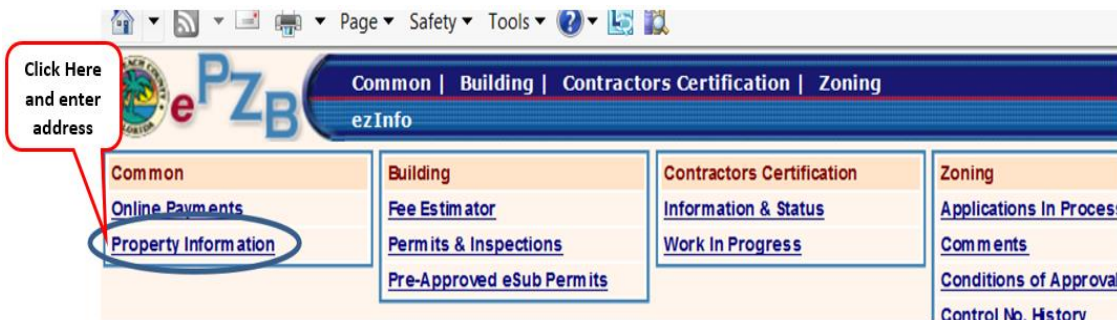 Page Safety Tools
Click Here
and enter
address
ePZB
Common | Building | Contractors Certification | Zoning
ezInfo
Common
Online Payments
Property Information
Building
Fee Estimator
Permits & Inspections
Pre-Approved eSub Permits
Contractors Certification
Information & Status
Work In Progress
Zoning
Applications In Process
Comments
Conditions of Approval
Control No. History